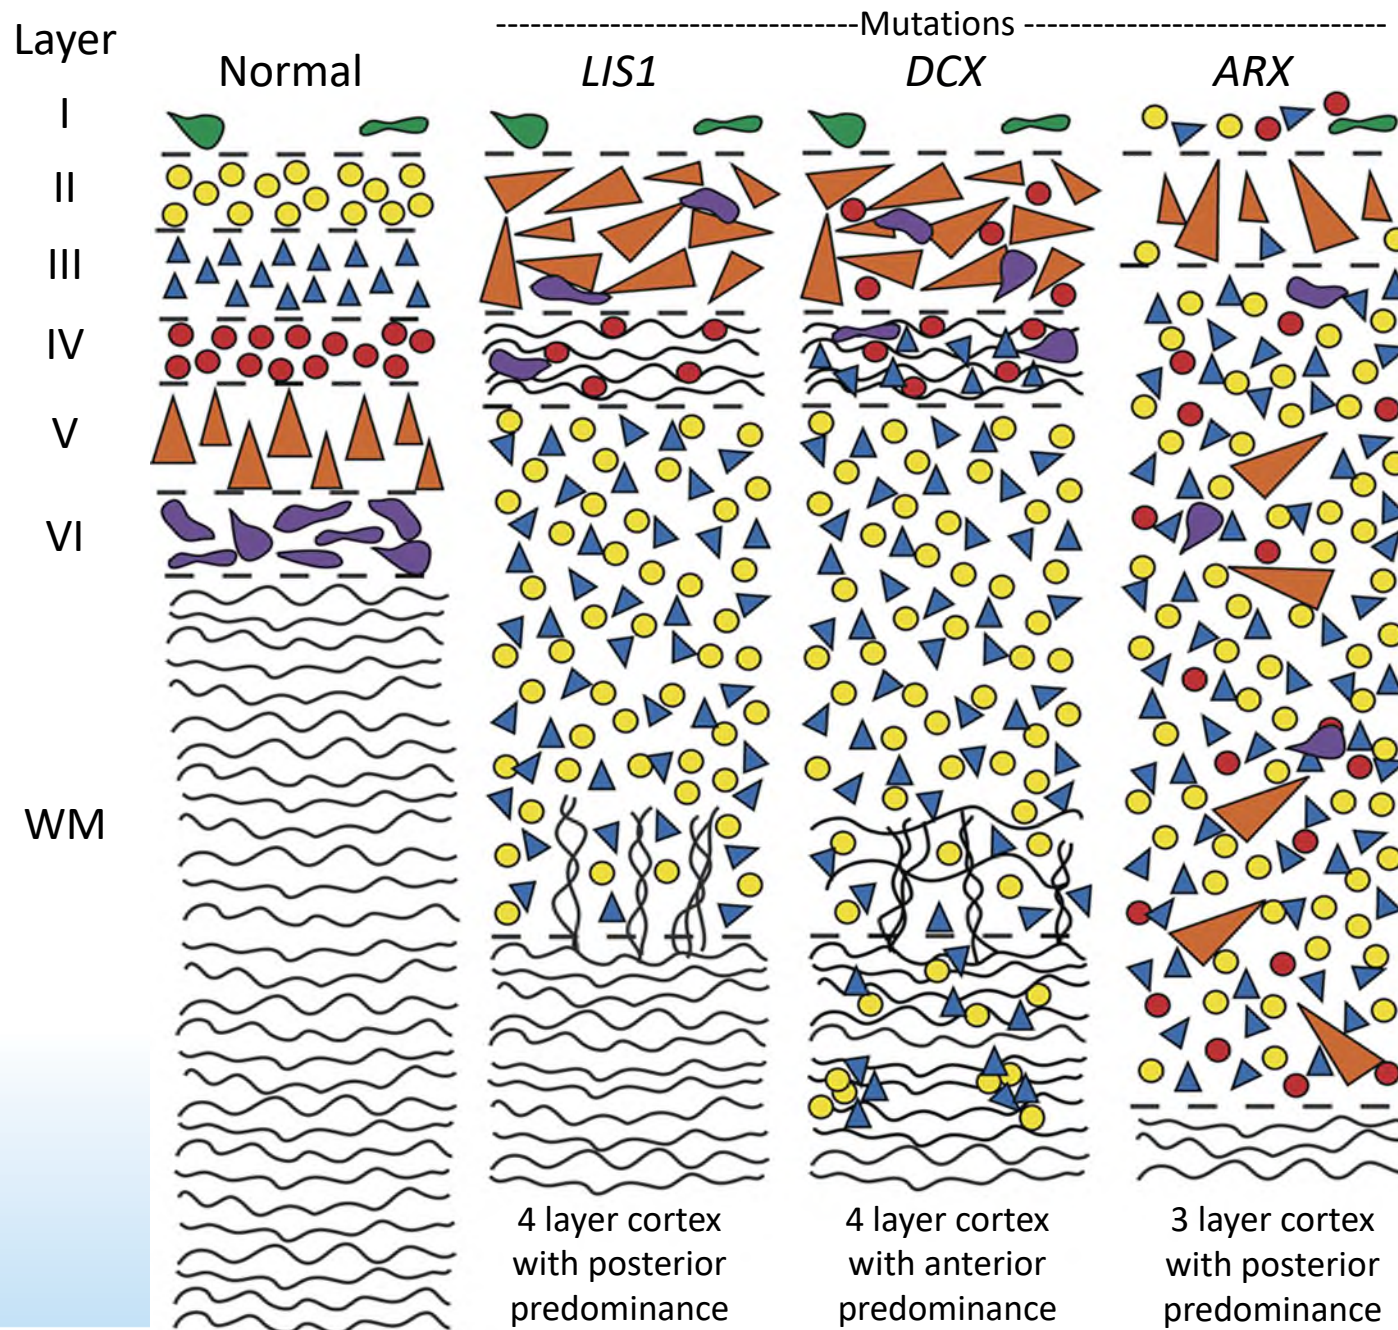 Layer
----------------------------Mutations ----------------------------
Normal
LIS1
DCX
ARX
I
II
III
IV
V
VI
WM
4 layer cortex
with posterior
predominance
4 layer cortex
with anterior
predominance
3 layer cortex
with posterior
predominance